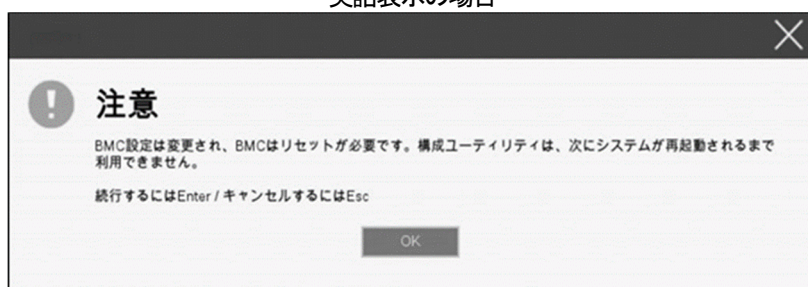 英語表示の場合
注意
BMC設定は変更され、BMCはリセットが必要です。構成ユーティリティは、次にシステムが再起動されるまで
利用できません。
続行するにはEnter / キャンセルするにはEsc
OK